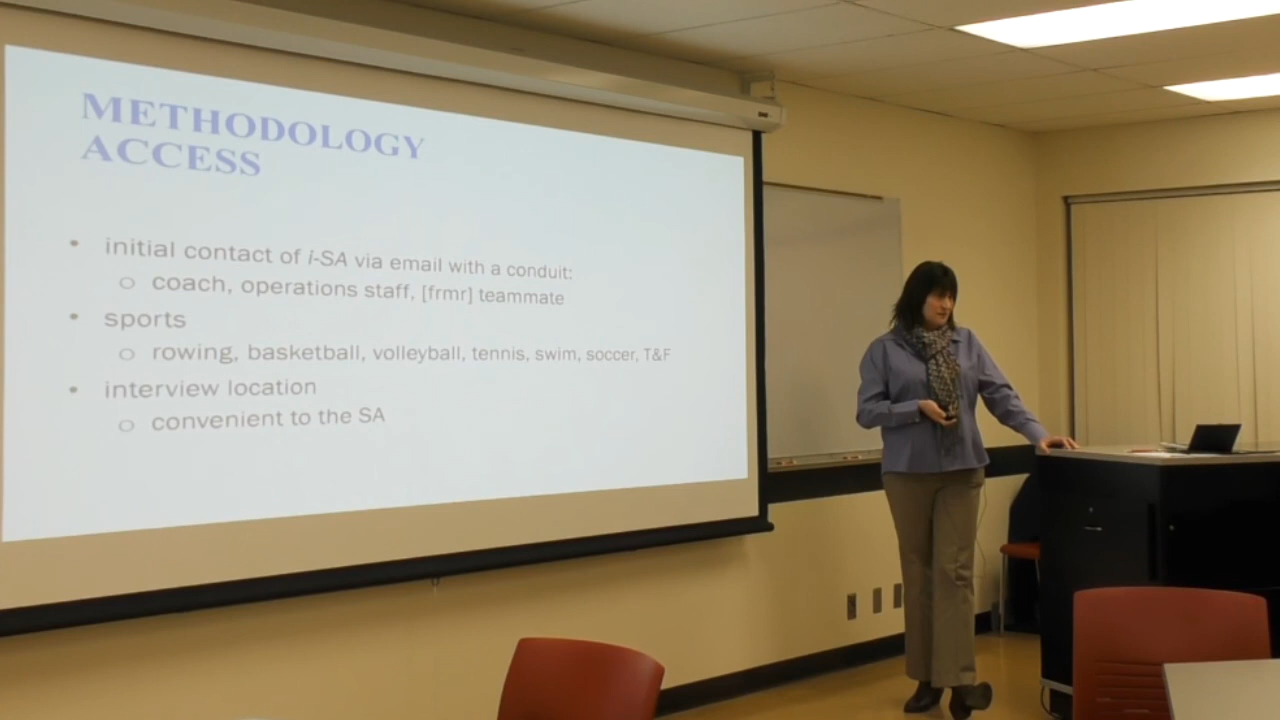 METHODOLOGY
ACCESS
• initial contact of i-SA via email with a conduit:
o coach, operations staff, [frmr] teammate
• sports
o rowing, basketball, volleyball, tennis, swim, soccer, T&F
• interview location
o convenient to the SA